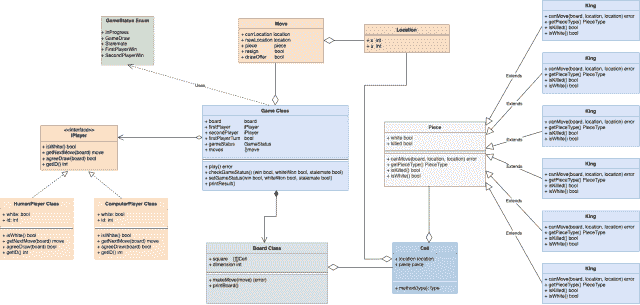 GameStatus Enum
+ InProgress
+ GameDraw
+ Stalemate
+ FirstPlayerWin
+ SecondPlayerWin
Move
+ currLocation location
+ newLocation location
+ piece piece
+ resign bool
+ drawOffer bool
Location
+ x int
+ y int
Uses
Game Class
+ board board
+ firstPlayer iPlayer
+ secondPlayer iPlayer
+ firstPlayerTurn bool
+ gameStatus GameStatus
+ moves []move
+ play() error
+ checkGameStatus() (win bool, whiteWon bool, stalemate bool)
+ setGameStatus(win bool, whiteWon bool, stalemate bool)
+ printResult()
<<interface>>
iPlayer
+ isWhite() bool
+ getNextMove(board) move
+ agreeDraw(board) bool
+ getID() int
HumanPlayer Class
+ white: bool
+ id: int
+ isWhite() bool
+ getNextMove(board) move
+ agreeDraw(board) bool
+ getID() int
ComputerPlayer Class
+ white: bool
+ id: int
+ isWhite() bool
+ getNextMove(board) move
+ agreeDraw(board) bool
+ getID() int
Board Class
+ square [][]Cell
+ dimension int
+ makeMove(move) (error)
+ printBoard()
Cell
+ location location
+ piece piece
+ method(type): type
Piece
+ white bool
+ killed bool
+ canMove(board, location, location) error
+ getPieceType() PieceType
+ isKilled() bool
+ isWhite() bool
Extends
Extends
Extends
Extends
Extends
Extends
King
+ canMove(board, location, location) error
+ getPieceType() PieceType
+ isKilled() bool
+ isWhite() bool
King
+ canMove(board, location, location) error
+ getPieceType() PieceType
+ isKilled() bool
+ isWhite() bool
King
+ canMove(board, location, location) error
+ getPieceType() PieceType
+ isKilled() bool
+ isWhite() bool
King
+ canMove(board, location, location) error
+ getPieceType() PieceType
+ isKilled() bool
+ isWhite() bool
King
+ canMove(board, location, location) error
+ getPieceType() PieceType
+ isKilled() bool
+ isWhite() bool
King
+ canMove(board, location, location) error
+ getPieceType() PieceType
+ isKilled() bool
+ isWhite() bool